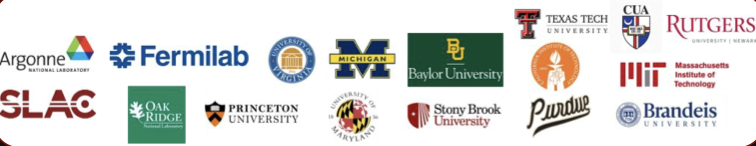 Argonne
NATIONAL LABORATORY
Fermilab
UNIVERSITY OF
VIRGINIA
M
MICHIGAN
BU
Baylor University
T
TEXAS TECH
UNIVERSITY
CUA
RUTGERS
UNIVERSITY | NEWARK
SLAC
OAK
RIDGE
National Laboratory
PRINCETON
UNIVERSITY
UNIVERSITY OF
18 56
MARYLAND
Stony Brook
University
Purdue
MIT
Massachusetts
Institute of
Technology
Brandeis
UNIVERSITY